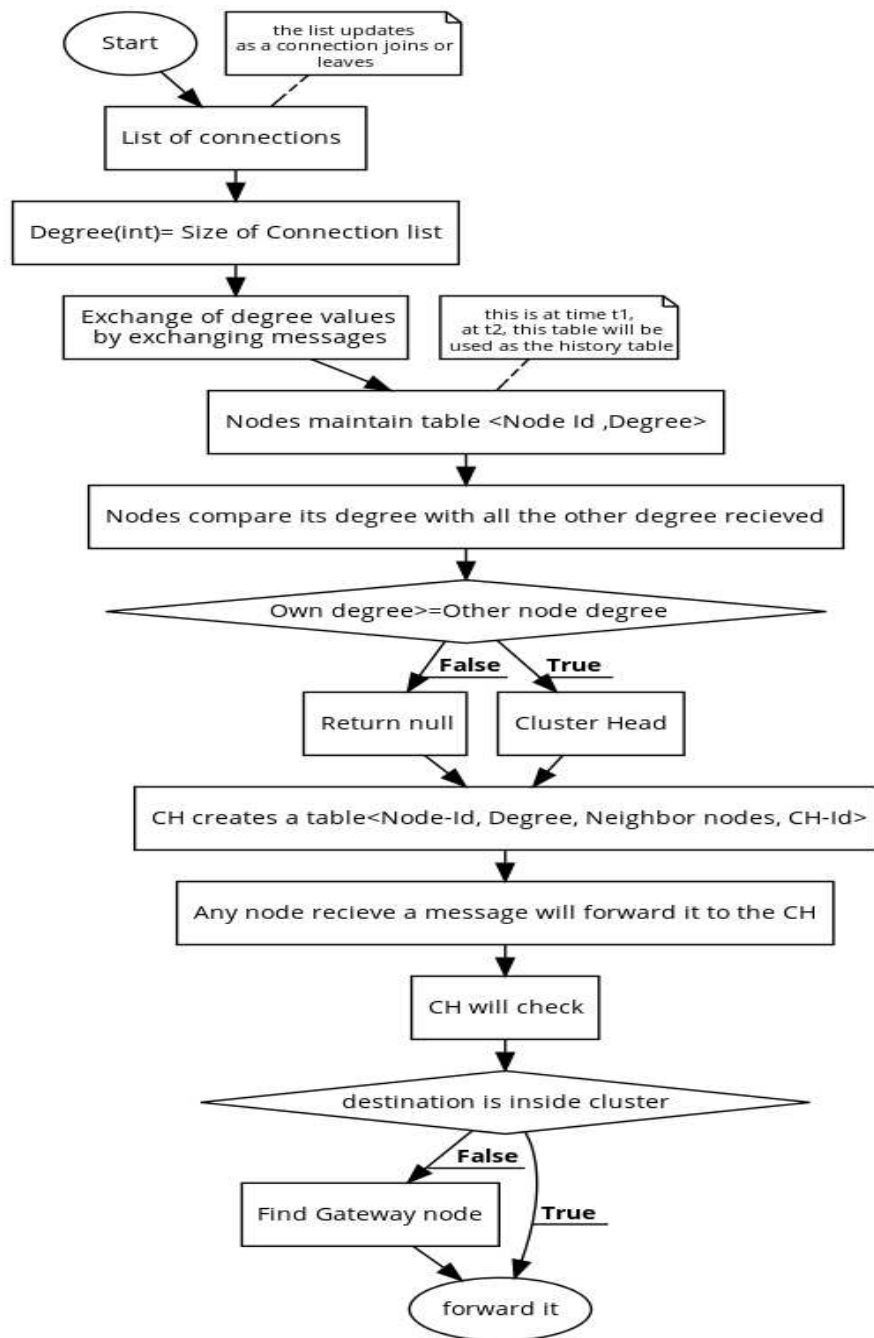 Start
the list updates
as a connection joins or
leaves
List of connections
Degree(int)= Size of Connection list
Exchange of degree values
by exchanging messages
this is at time t1,
at t2, this table will be
used as the history table
Nodes maintain table <Node Id ,Degree>
Nodes compare its degree with all the other degree recieved
Own degree>=Other node degree
False
True
Return null
Cluster Head
CH creates a table<Node-Id, Degree, Neighbor nodes, CH-Id>
Any node recieve a message will forward it to the CH
CH will check
destination is inside cluster
False
Find Gateway node
True
forward it